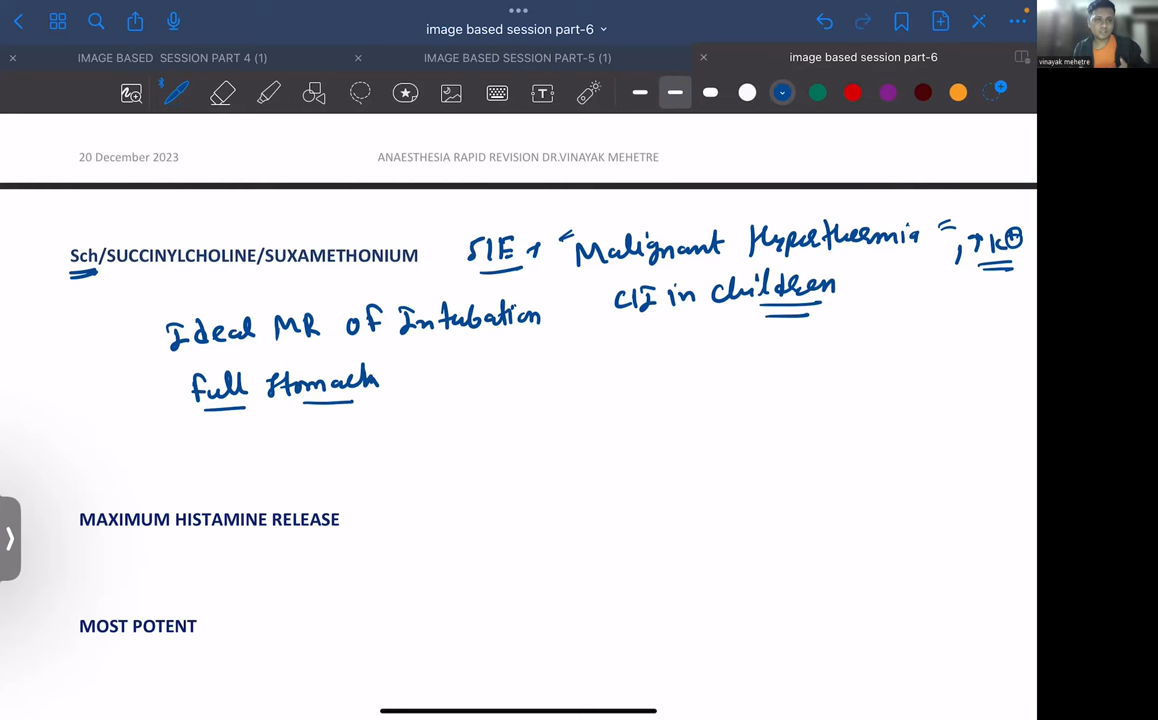 image based session part-6
IMAGE BASED SESSION PART 4 (1)
IMAGE BASED SESSION PART-5 (1)
image based session part-6
vinayak mehetre
20 December 2023
ANAESTHESIA RAPID REVISION DR.VINAYAK MEHETRE
Sch/SUCCINYLCHOLINE/SUXAMETHONIUM
S/E → "Malignant Hyperthermia", ↑K⊕
C/I in children
Ideal MR of Intubation
full stomach
MAXIMUM HISTAMINE RELEASE
MOST POTENT